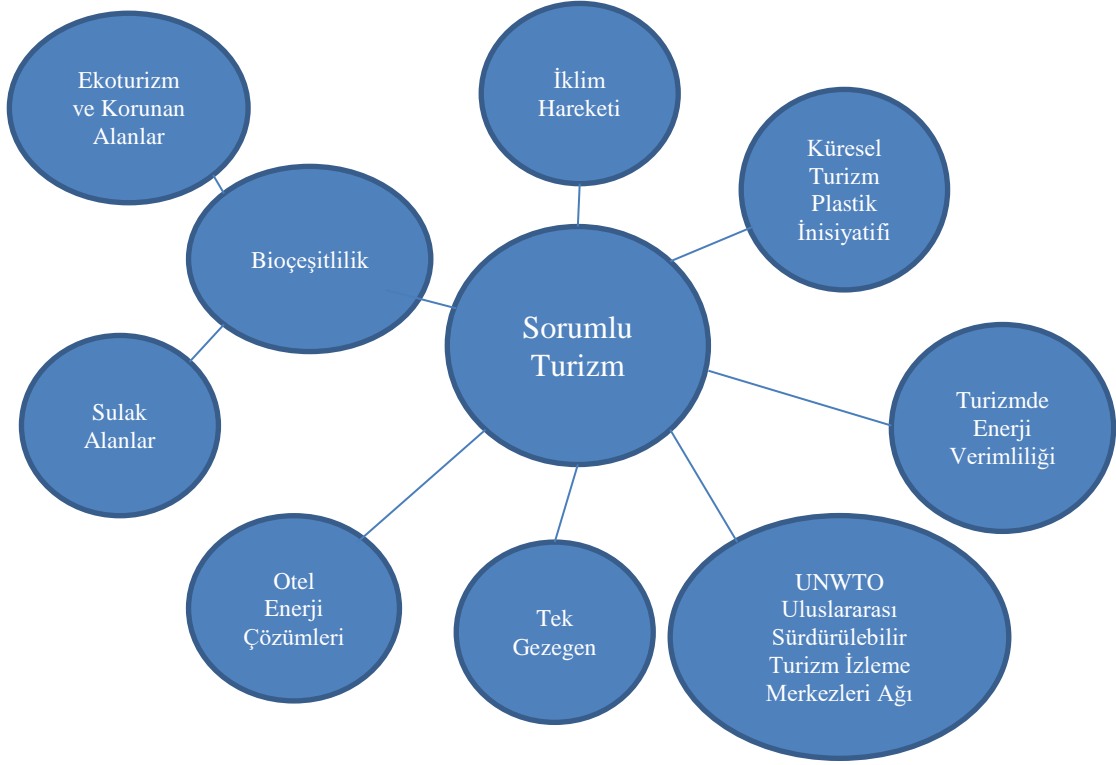 Ekoturizm
ve Korunan
Alanlar
İklim
Hareketi
Küresel
Turizm
Plastik
İnisiyatifi
Bioçeşitlilik
Sorumlu
Turizm
Sulak
Alanlar
Turizmde
Enerji
Verimliliği
Otel
Enerji
Çözümleri
Tek
Gezegen
UNWTO
Uluslararası
Sürdürülebilir
Turizm İzleme
Merkezleri Ağı